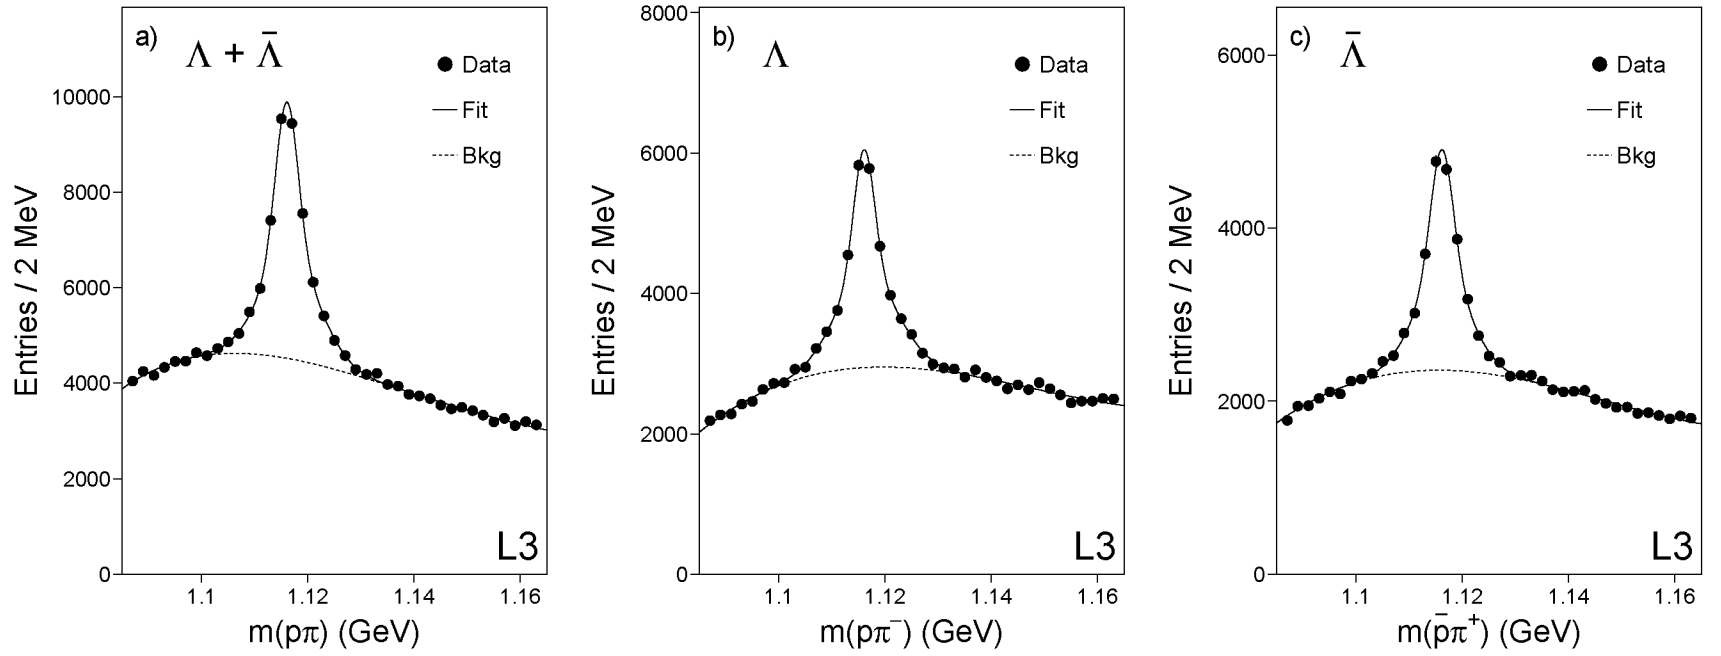 a) Λ + Λ̄
Data
Fit
Bkg
10000
8000
6000
4000
2000
0
Entries / 2 MeV
L3
1.1 1.12 1.14 1.16
m(pπ) (GeV)
b) Λ
Data
Fit
Bkg
8000
6000
4000
2000
0
Entries / 2 MeV
L3
1.1 1.12 1.14 1.16
m(pπ⁻) (GeV)
c) Λ̄
Data
Fit
Bkg
6000
4000
2000
0
Entries / 2 MeV
L3
1.1 1.12 1.14 1.16
m(p̄π⁺) (GeV)